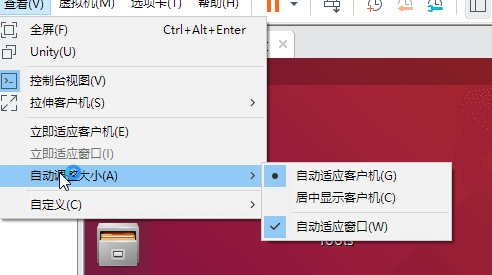 查看(V) 虚拟机(M) 选项卡(T) 帮助(H)
全屏(F) Ctrl+Alt+Enter
Unity(U)
控制台视图(V)
拉伸客户机(S)
立即适应客户机(E)
立即适应窗口(I)
自动调整大小(A)
自动适应客户机(G)
居中显示客户机(C)
自定义(C)
自动适应窗口(W)
Tools